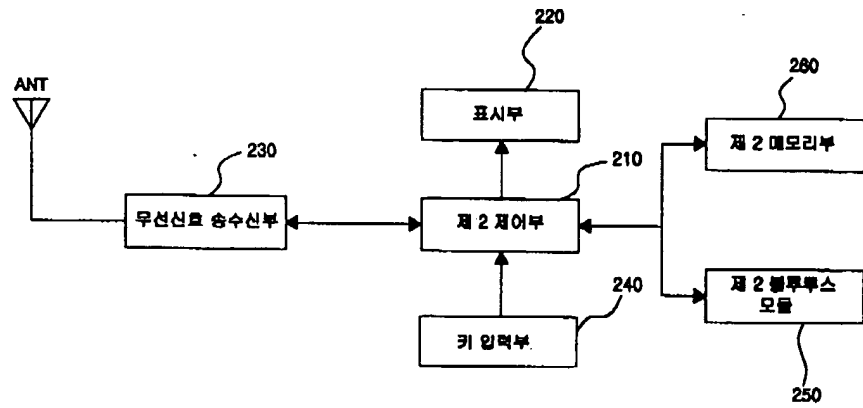 220
ANT
260
표시부
제 2 메모리부
230
210
무선신호 송수신부
제 2 제어부
240
제 2 블루투스
모듈
키 입력부
250